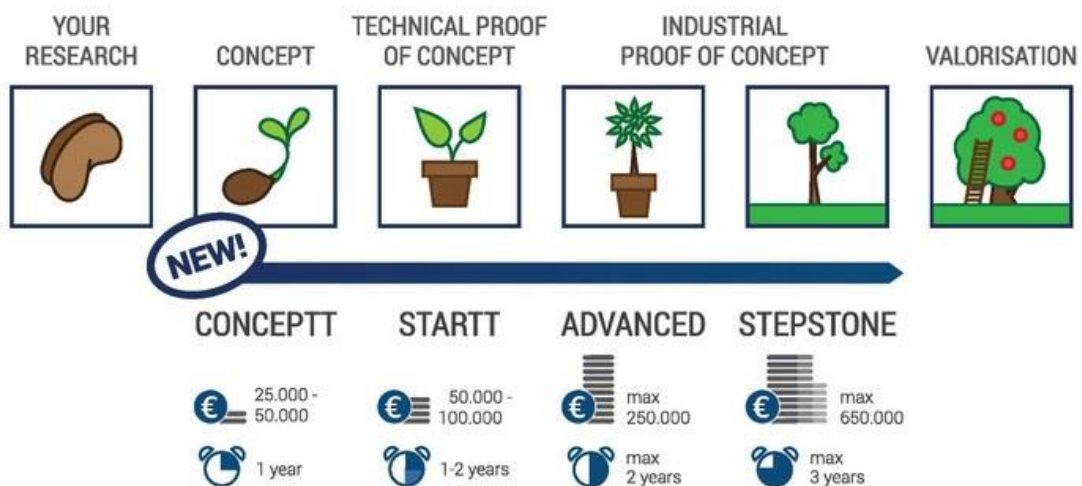 YOUR
RESEARCH
CONCEPT
TECHNICAL PROOF
OF CONCEPT
INDUSTRIAL
PROOF OF CONCEPT
VALORISATION
NEW!
CONCEPTT
STARTT
ADVANCED
STEPSTONE
€
25.000 -
50.000
€
50.000 -
100.000
€
max
250.000
€
max
650.000
1 year
1-2 years
max
2 years
max
3 years